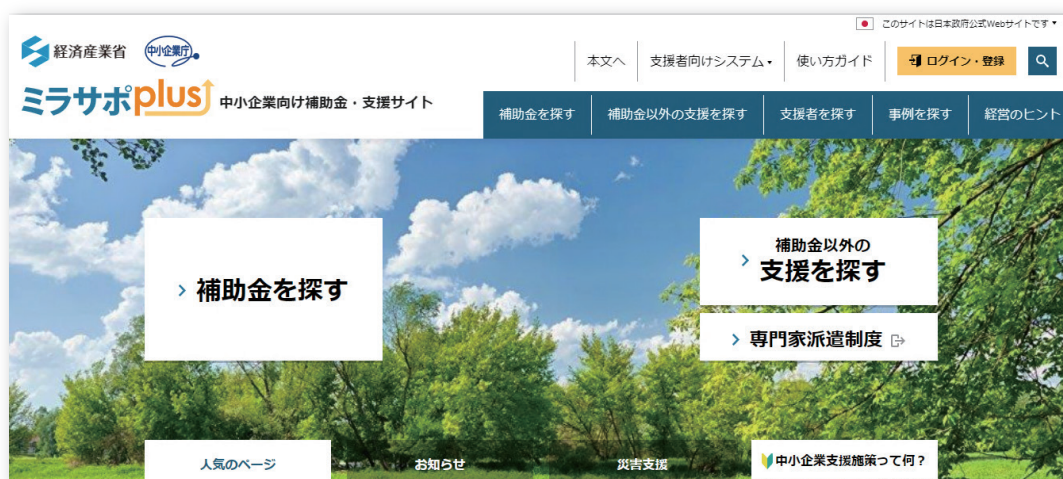 このサイトは日本政府公式Webサイトです
経済産業省
中小企業庁
本文へ
支援者向けシステム
使い方ガイド
ログイン・登録
ミラサポplus
中小企業向け補助金・支援サイト
補助金を探す
補助金以外の支援を探す
支援者を探す
事例を探す
経営のヒント
補助金を探す
補助金以外の
支援を探す
専門家派遣制度
人気のページ
お知らせ
災害支援
中小企業支援施策って何？